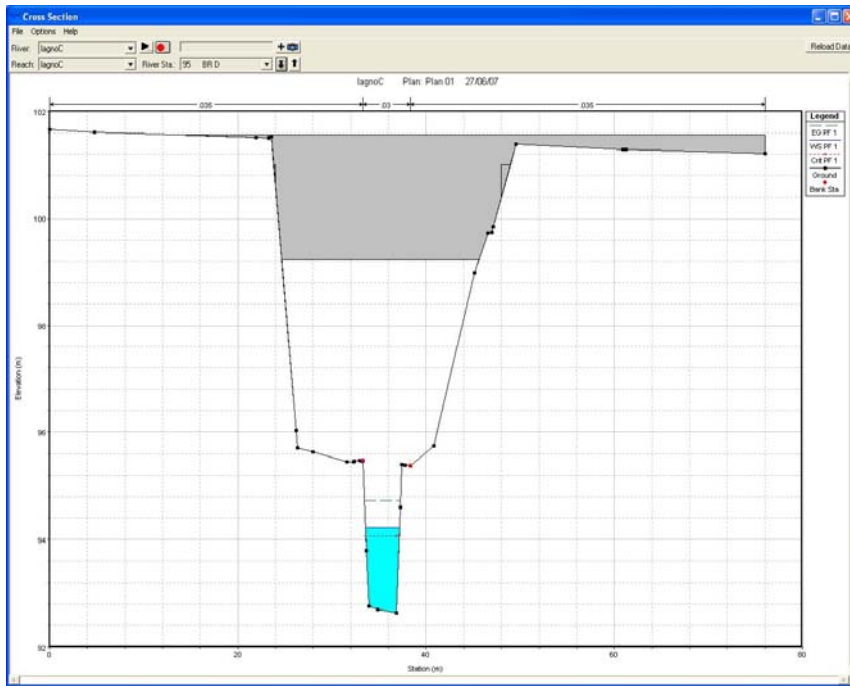 Cross Section
File Options Help
River: lagnoC
Reload Data
Reach: lagnoC River Sta.: 95 BR D
lagnoC Plan: Plan 01 27/06/07
.035 .03 .035
Legend
EG PF 1
WS PF 1
Crit PF 1
Ground
Bank Sta
102
100
98
96
94
92
Elevation (m)
0 20 40 60 80
Station (m)